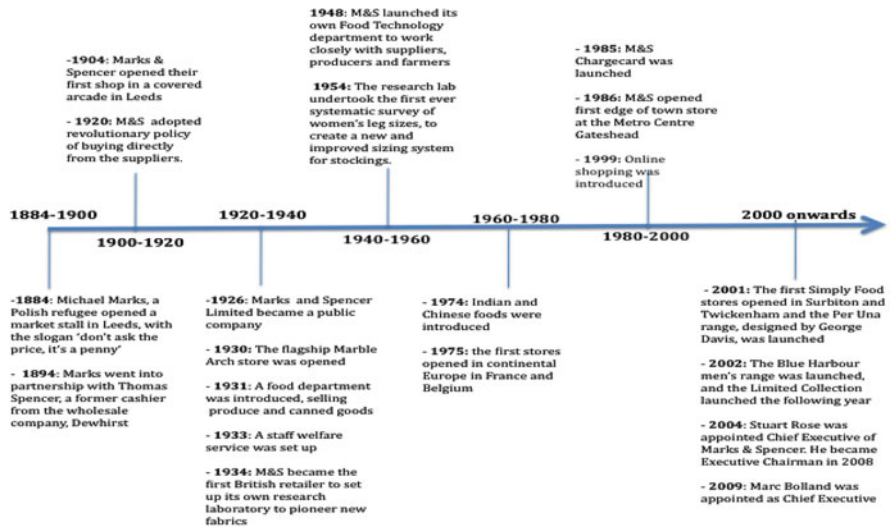 1884-1900
-1884: Michael Marks, a
Polish refugee opened a
market stall in Leeds, with
the slogan ‘don’t ask the
price, it’s a penny’
- 1894: Marks went into
partnership with Thomas
Spencer, a former cashier
from the wholesale
company, Dewhirst
-1904: Marks &
Spencer opened their
first shop in a covered
arcade in Leeds
- 1920: M&S adopted
revolutionary policy
of buying directly
from the suppliers.
1900-1920
1920-1940
-1926: Marks and Spencer
Limited became a public
company
- 1930: The flagship Marble
Arch store was opened
- 1931: A food department
was introduced, selling
produce and canned goods
- 1933: A staff welfare
service was set up
- 1934: M&S became the
first British retailer to set
up its own research
laboratory to pioneer new
fabrics
1948: M&S launched its
own Food Technology
department to work
closely with suppliers,
producers and farmers
1954: The research lab
undertook the first ever
systematic survey of
women’s leg sizes, to
create a new and
improved sizing system
for stockings.
1940-1960
1960-1980
- 1974: Indian and
Chinese foods were
introduced
- 1975: the first stores
opened in continental
Europe in France and
Belgium
- 1985: M&S
Chargecard was
launched
- 1986: M&S opened
first edge of town store
at the Metro Centre
Gateshead
- 1999: Online
shopping was
introduced
1980-2000
2000 onwards
- 2001: The first Simply Food
stores opened in Surbiton and
Twickenham and the Per Una
range, designed by George
Davis, was launched
- 2002: The Blue Harbour
men’s range was launched,
and the Limited Collection
launched the following year
- 2004: Stuart Rose was
appointed Chief Executive of
Marks & Spencer. He became
Executive Chairman in 2008
- 2009: Marc Bolland was
appointed as Chief Executive